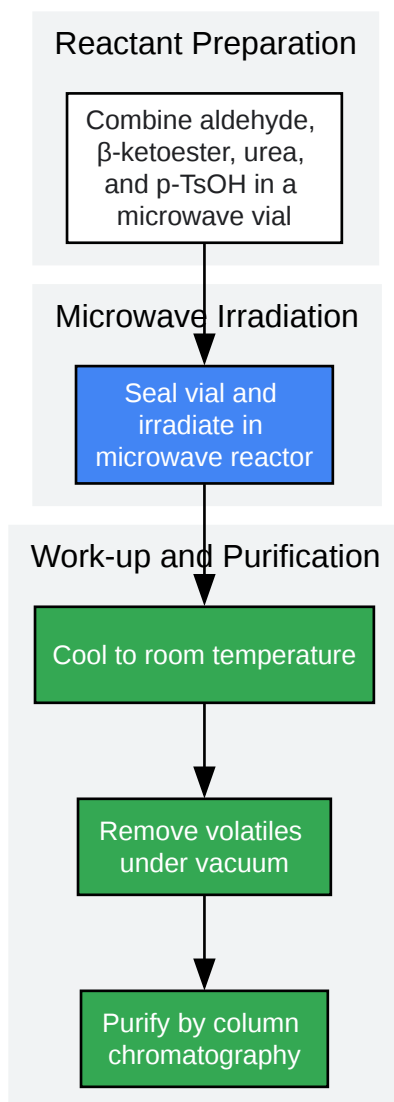 Reactant Preparation
Combine aldehyde,
β-ketoester, urea,
and p-TsOH in a
microwave vial
Microwave Irradiation
Seal vial and
irradiate in
microwave reactor
Work-up and Purification
Cool to room temperature
Remove volatiles
under vacuum
Purify by column
chromatography